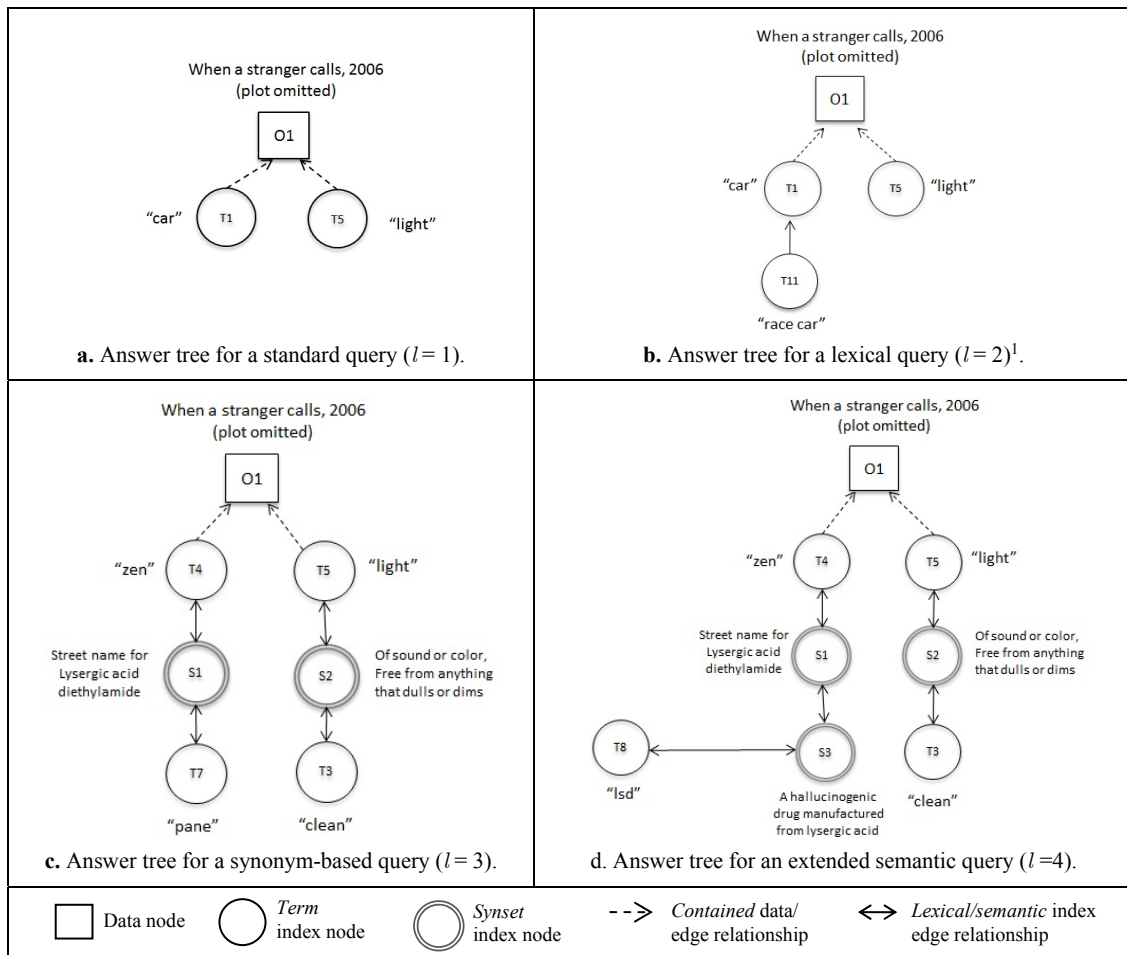 When a stranger calls, 2006
(plot omitted)
O1
"car"
T1
T5
"light"
a. Answer tree for a standard query (l = 1).
When a stranger calls, 2006
(plot omitted)
O1
"car"
T1
T5
"light"
T11
"race car"
b. Answer tree for a lexical query (l = 2)¹.
When a stranger calls, 2006
(plot omitted)
O1
"zen"
T4
T5
"light"
Street name for
Lysergic acid
diethylamide
S1
S2
Of sound or color,
Free from anything
that dulls or dims
T7
T3
"pane"
"clean"
c. Answer tree for a synonym-based query (l = 3).
When a stranger calls, 2006
(plot omitted)
O1
"zen"
T4
T5
"light"
Street name for
Lysergic acid
diethylamide
S1
S2
Of sound or color,
Free from anything
that dulls or dims
T8
S3
T3
"lsd"
A hallucinogenic
drug manufactured
from lysergic acid
"clean"
d. Answer tree for an extended semantic query (l =4).
Data node
Term
index node
Synset
index node
Contained data/
edge relationship
Lexical/semantic index
edge relationship